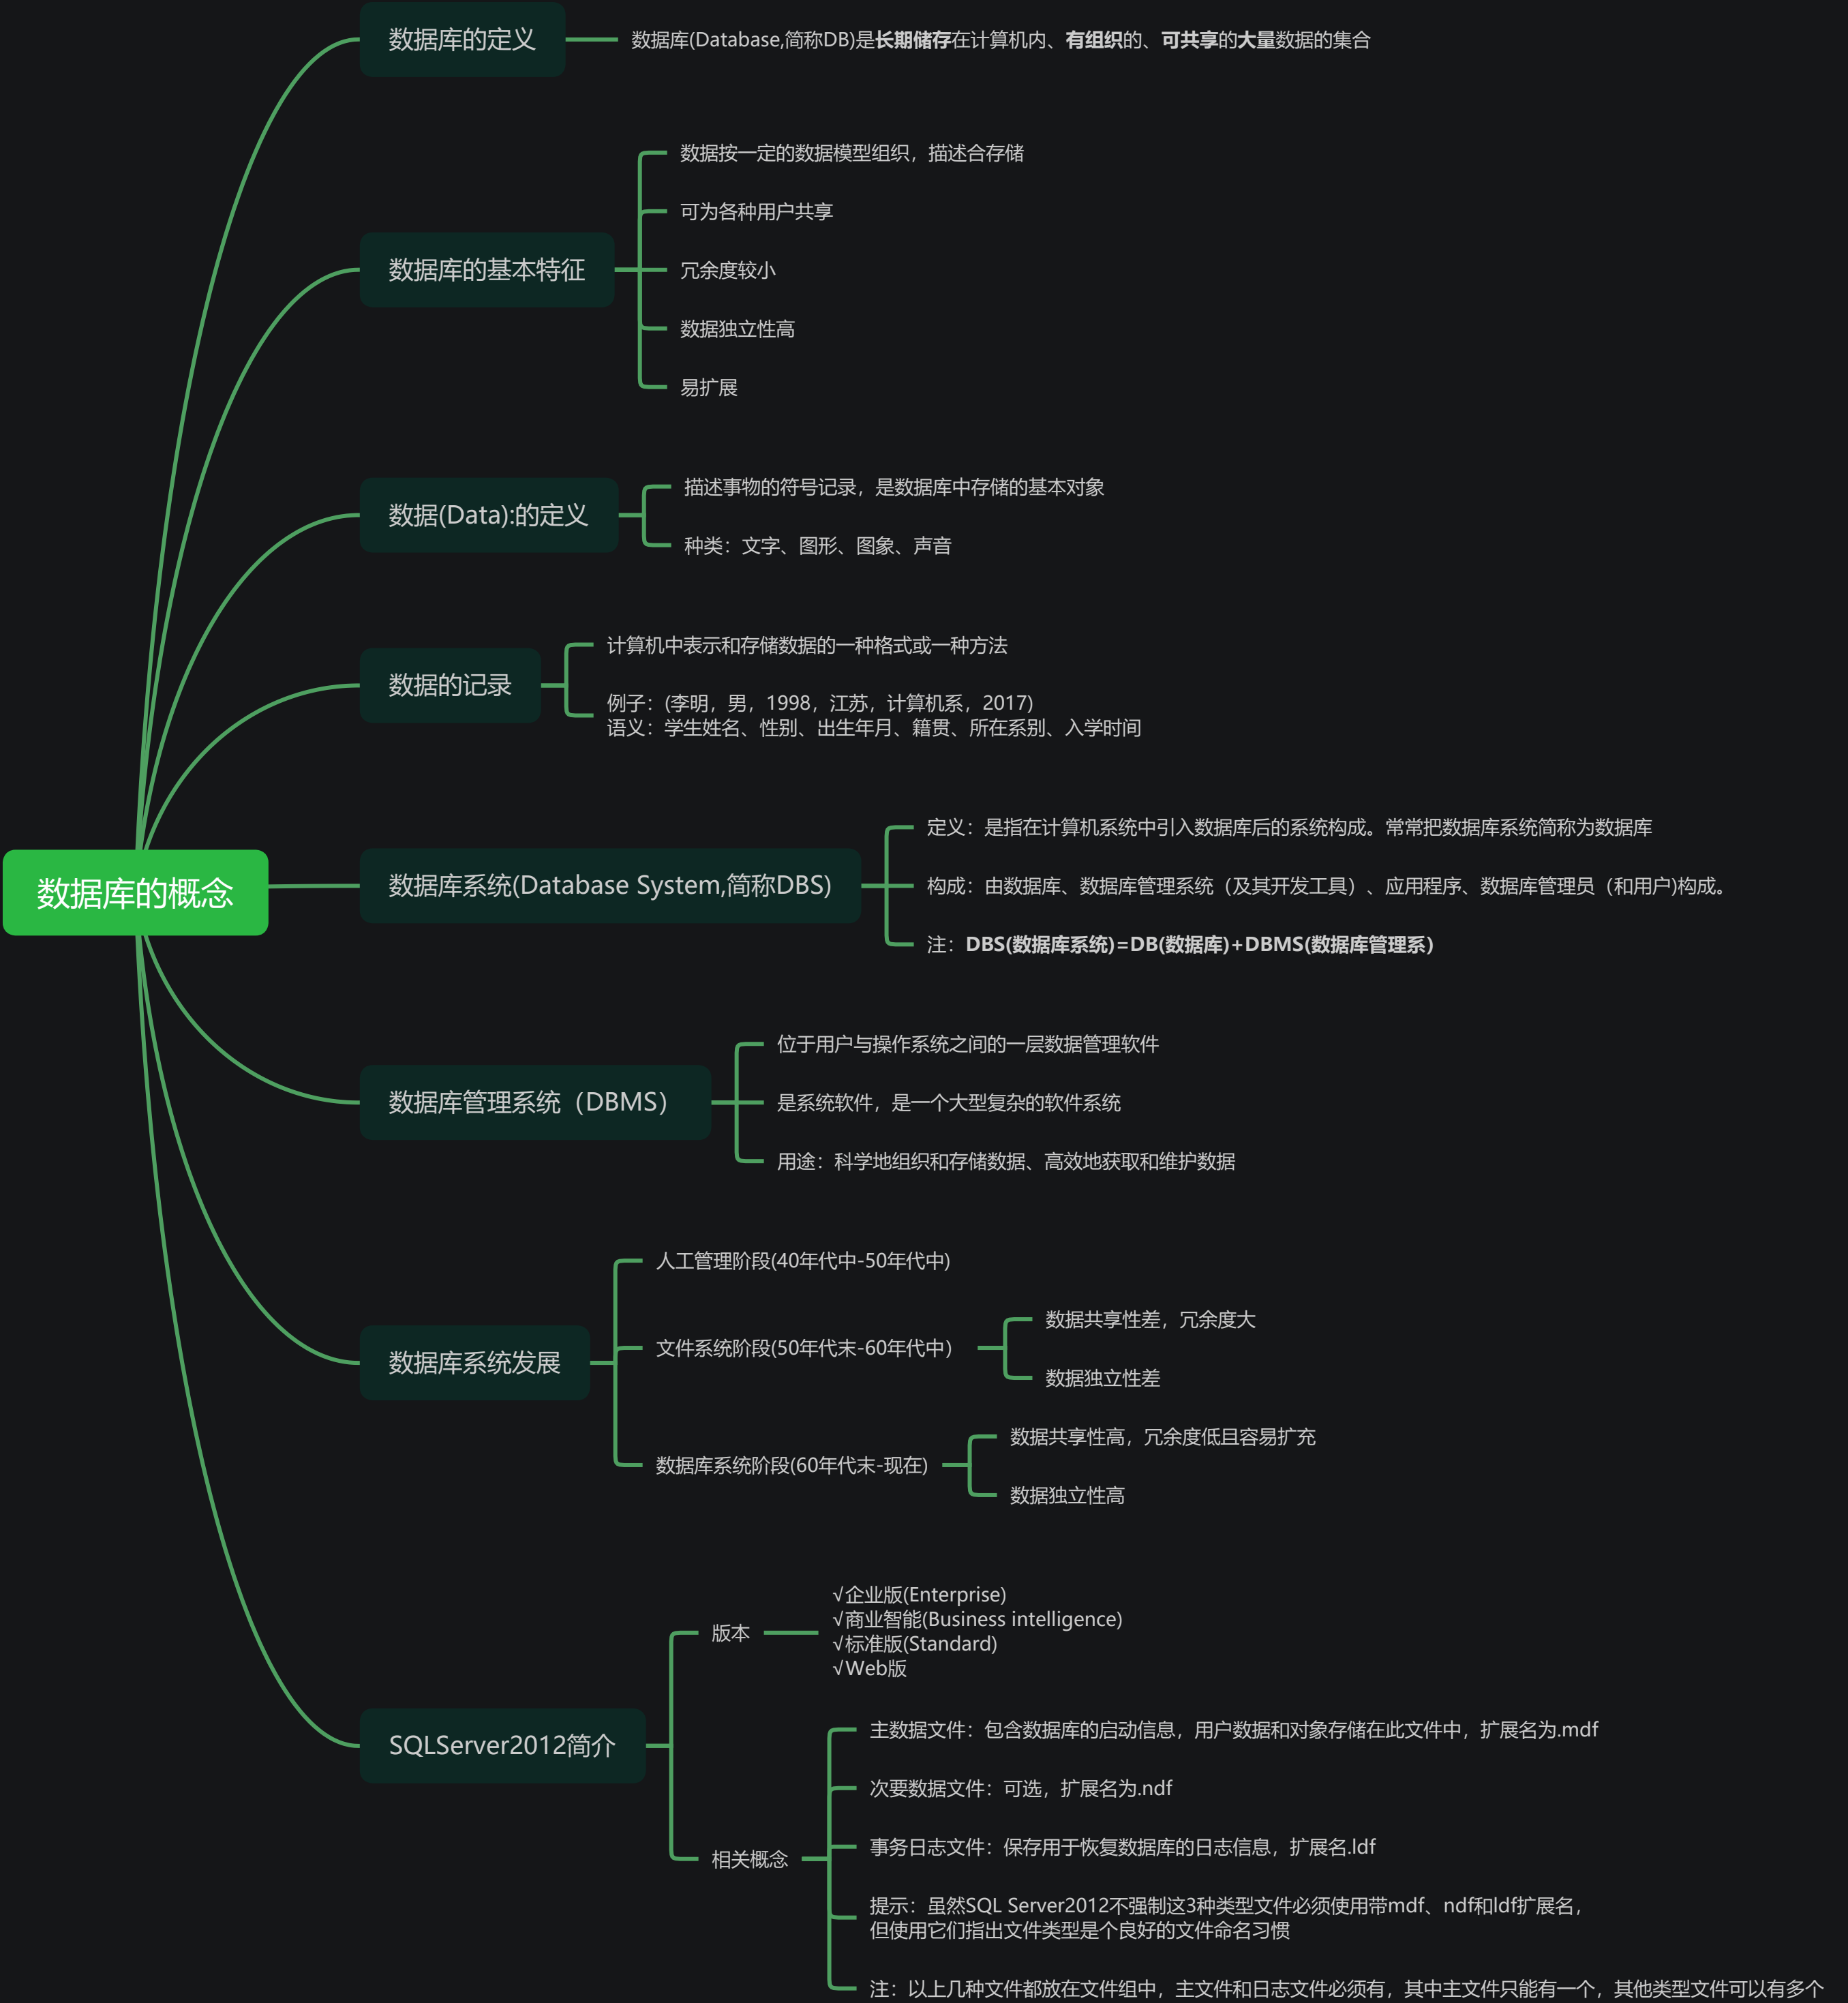 数据库的定义
数据库(Database,简称DB)是长期储存在计算机内、有组织的、可共享的大量数据的集合
数据库的基本特征
数据按一定的数据模型组织，描述合存储
可为各种用户共享
冗余度较小
数据独立性高
易扩展
数据(Data):的定义
描述事物的符号记录，是数据库中存储的基本对象
种类：文字、图形、图象、声音
数据的记录
计算机中表示和存储数据的一种格式或一种方法
例子：(李明，男，1998，江苏，计算机系，2017)
语义：学生姓名、性别、出生年月、籍贯、所在系别、入学时间
数据库的概念
数据库系统(Database System,简称DBS)
定义：是指在计算机系统中引入数据库后的系统构成。常常把数据库系统简称为数据库
构成：由数据库、数据库管理系统（及其开发工具）、应用程序、数据库管理员（和用户)构成。
注：DBS(数据库系统)=DB(数据库)+DBMS(数据库管理系）
数据库管理系统（DBMS）
位于用户与操作系统之间的一层数据管理软件
是系统软件，是一个大型复杂的软件系统
用途：科学地组织和存储数据、高效地获取和维护数据
数据库系统发展
人工管理阶段(40年代中-50年代中)
文件系统阶段(50年代末-60年代中）
数据共享性差，冗余度大
数据独立性差
数据库系统阶段(60年代末-现在)
数据共享性高，冗余度低且容易扩充
数据独立性高
SQLServer2012简介
版本
√企业版(Enterprise)
√商业智能(Business intelligence)
√标准版(Standard)
√Web版
相关概念
主数据文件：包含数据库的启动信息，用户数据和对象存储在此文件中，扩展名为.mdf
次要数据文件：可选，扩展名为.ndf
事务日志文件：保存用于恢复数据库的日志信息，扩展名.ldf
提示：虽然SQL Server2012不强制这3种类型文件必须使用带mdf、ndf和ldf扩展名，
但使用它们指出文件类型是个良好的文件命名习惯
注：以上几种文件都放在文件组中，主文件和日志文件必须有，其中主文件只能有一个，其他类型文件可以有多个